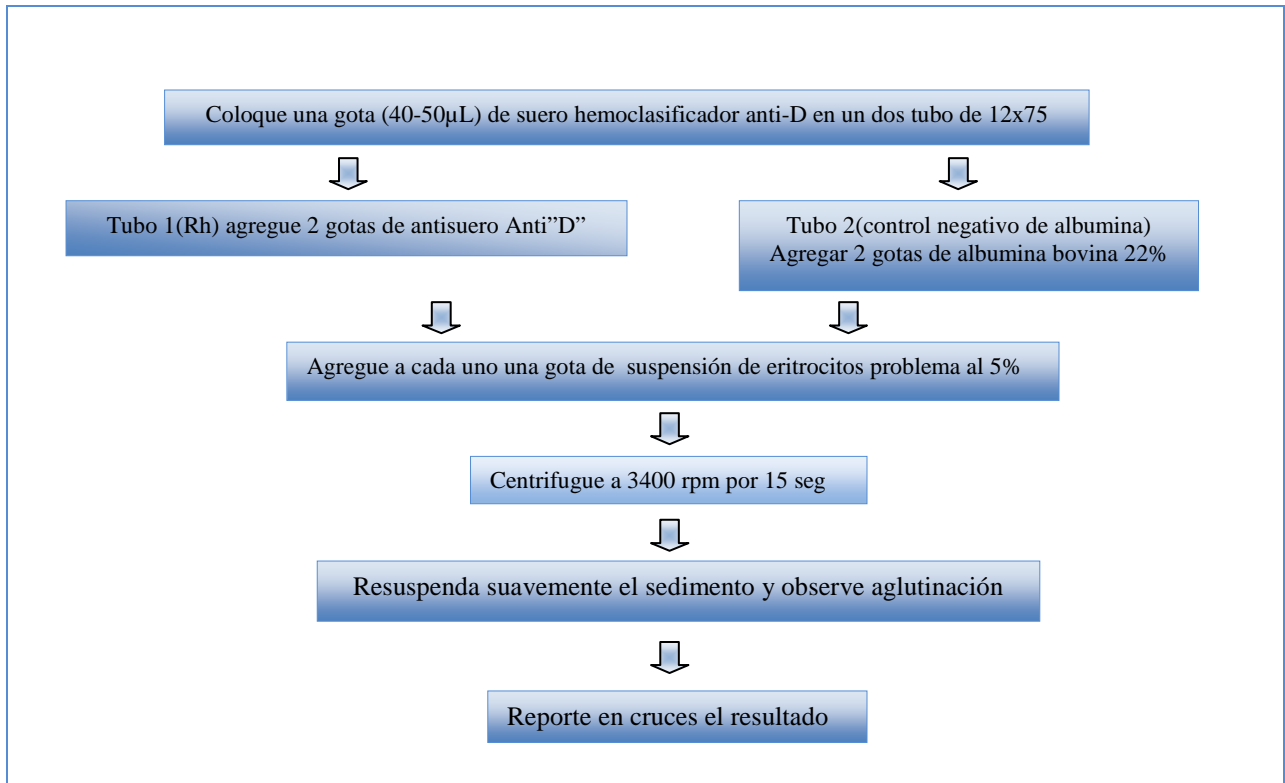 Coloque una gota (40-50µL) de suero hemoclasificador anti-D en un dos tubo de 12x75
Tubo 1(Rh) agregue 2 gotas de antisuero Anti”D”
Tubo 2(control negativo de albumina)
Agregar 2 gotas de albumina bovina 22%
Agregue a cada uno una gota de suspensión de eritrocitos problema al 5%
Centrifugue a 3400 rpm por 15 seg
Resuspenda suavemente el sedimento y observe aglutinación
Reporte en cruces el resultado